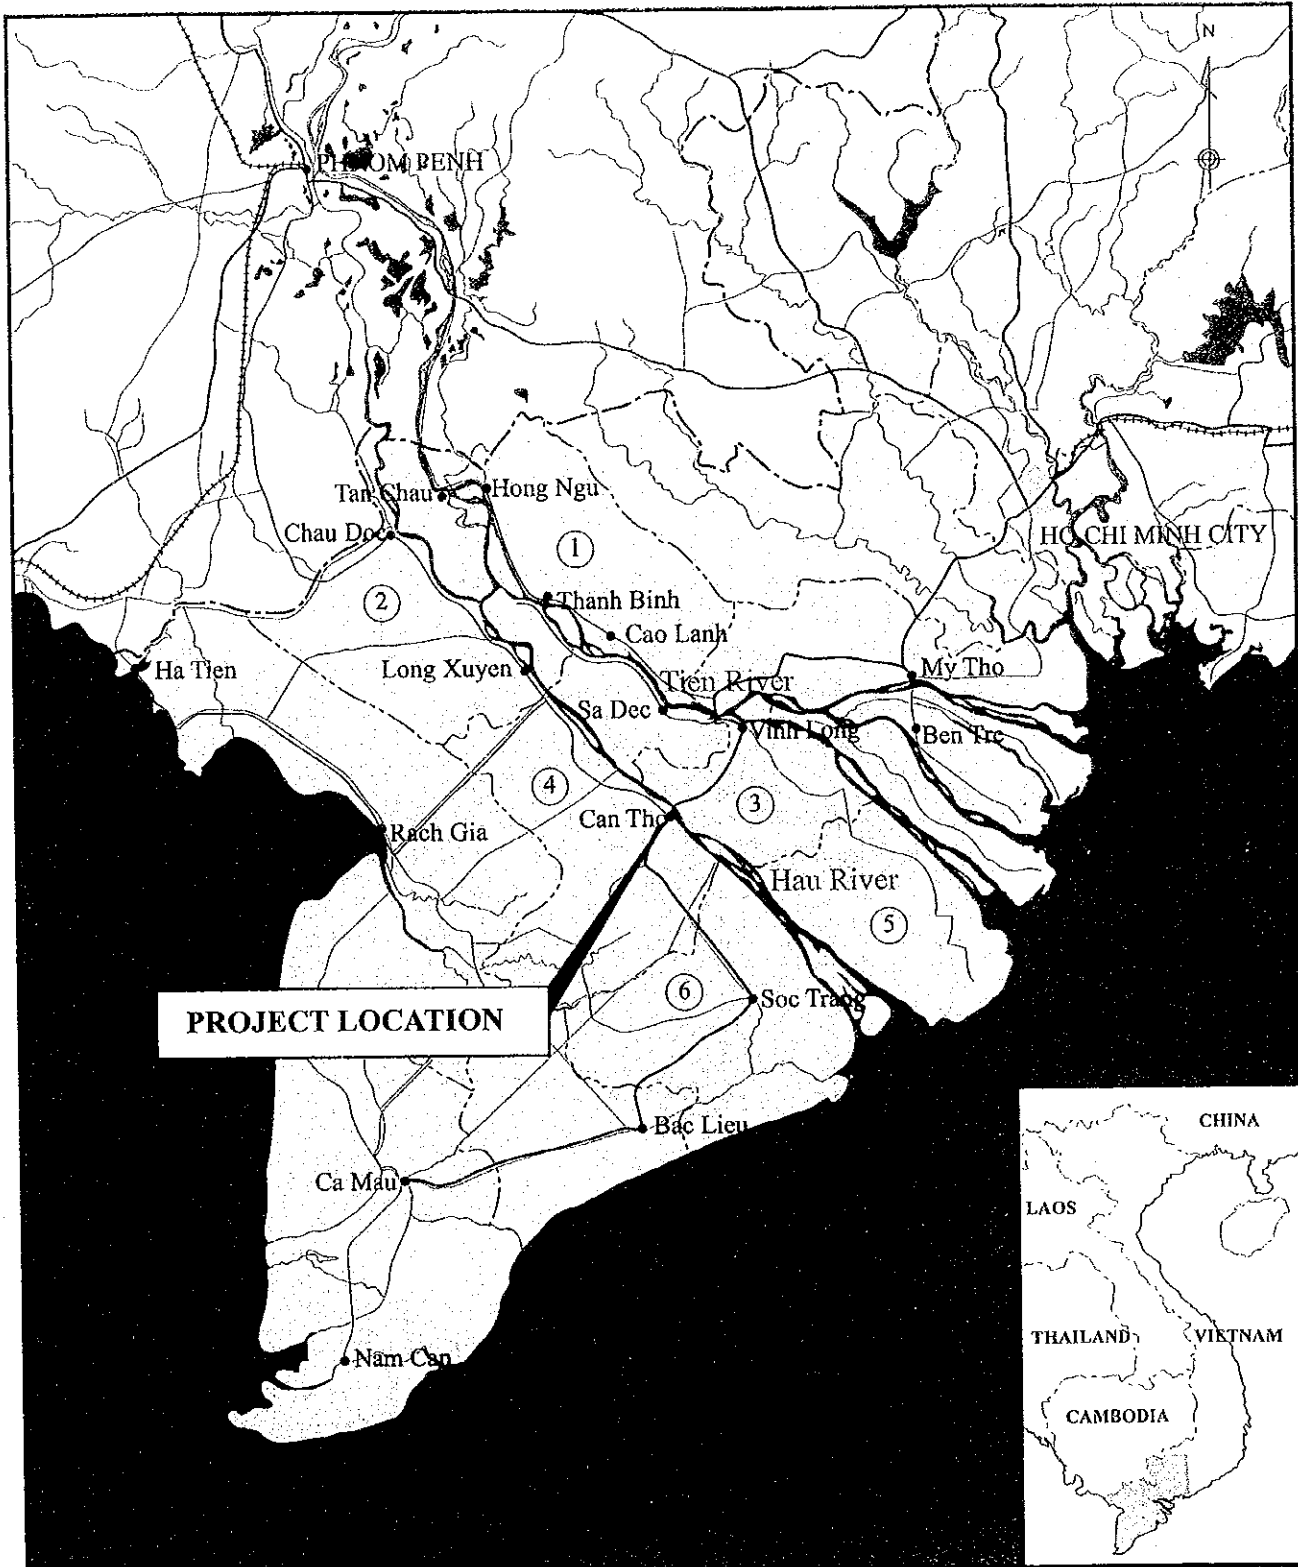 N
PHNOM PENH
Tan Chau
Hong Ngu
Chau Doc
HO CHI MINH CITY
1
2
Thanh Binh
Cao Lanh
Ha Tien
Long Xuyen
My Tho
Tien River
Sa Dec
Vinh Long
Ben Tre
4
3
Can Tho
Rach Gia
Hau River
5
6
Soc Trang
PROJECT LOCATION
Bac Lieu
Ca Mau
Nam Can
CHINA
LAOS
THAILAND
VIETNAM
CAMBODIA